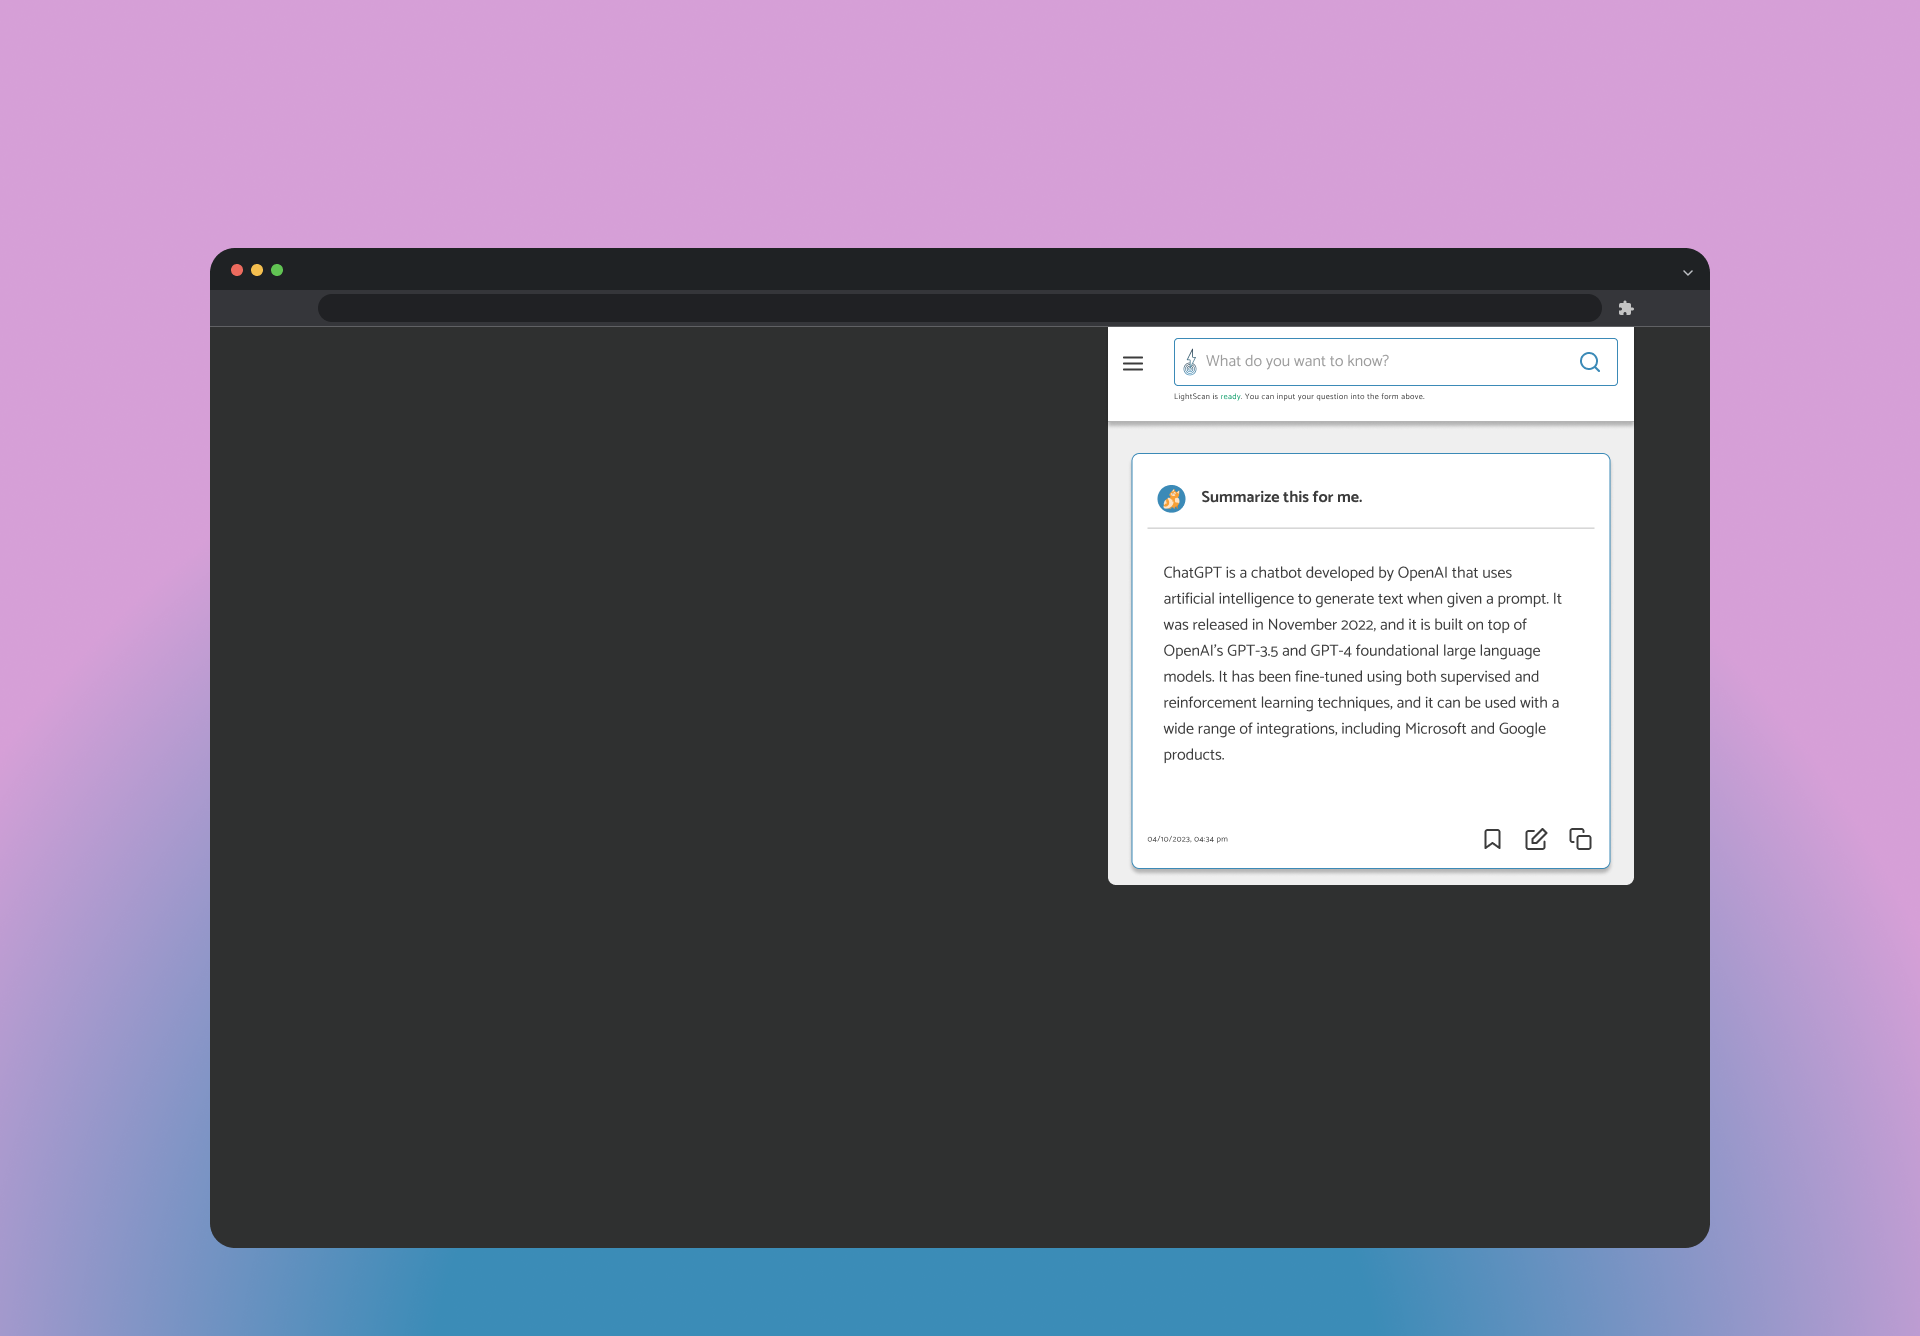 What do you want to know?
LightScan is ready. You can input your question into the form above.
Summarize this for me.
ChatGPT is a chatbot developed by OpenAI that uses
artificial intelligence to generate text when given a prompt. It
was released in November 2022, and it is built on top of
OpenAI's GPT-3.5 and GPT-4 foundational large language
models. It has been fine-tuned using both supervised and
reinforcement learning techniques, and it can be used with a
wide range of integrations, including Microsoft and Google
products.
04/10/2023, 04:34 pm